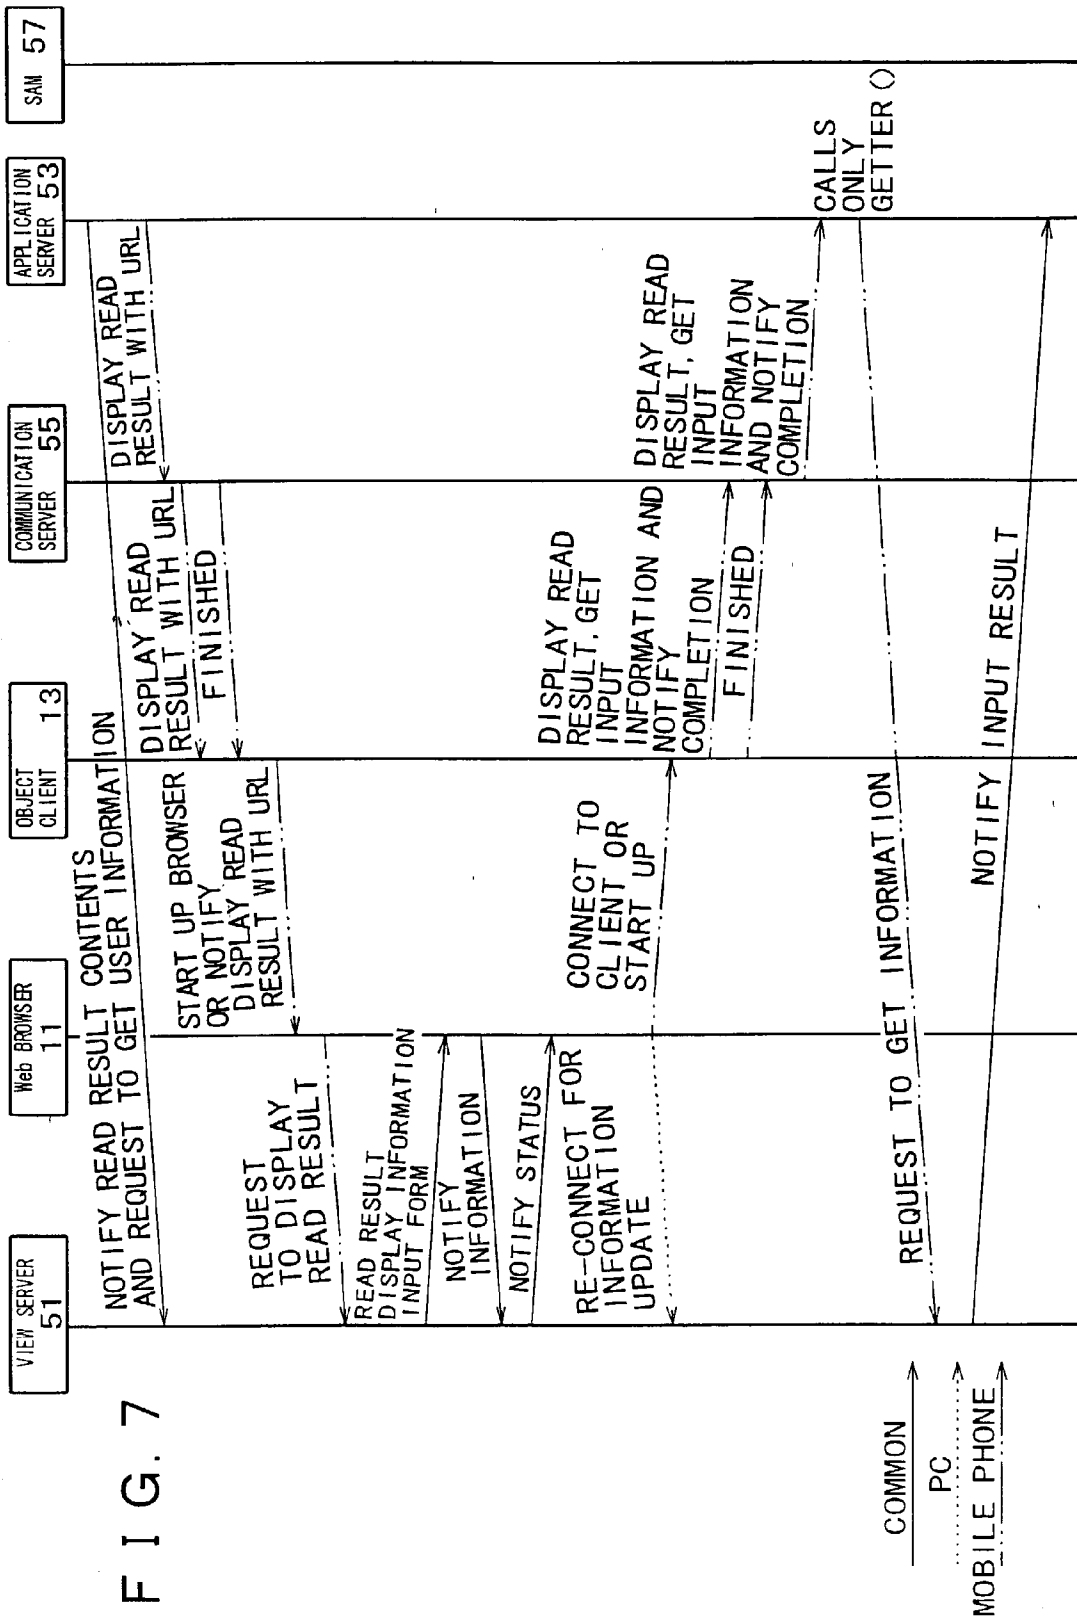 FIG. 7
VIEW SERVER
51
Web BROWSER
11
OBJECT
CLIENT 13
COMMUNICATION
SERVER 55
APPLICATION
SERVER 53
SAM 57
NOTIFY READ RESULT CONTENTS
AND REQUEST TO GET USER INFORMATION
DISPLAY READ
RESULT WITH URL
DISPLAY READ
RESULT WITH URL
FINISHED
START UP BROWSER
OR NOTIFY
DISPLAY READ
RESULT WITH URL
REQUEST
TO DISPLAY
READ RESULT
READ RESULT
DISPLAY INFORMATION
INPUT FORM
NOTIFY
INFORMATION
NOTIFY STATUS
RE-CONNECT FOR
INFORMATION
UPDATE
CONNECT TO
CLIENT OR
START UP
DISPLAY READ
RESULT, GET
INPUT
INFORMATION AND
NOTIFY
COMPLETION
FINISHED
DISPLAY READ
RESULT, GET
INPUT
INFORMATION
AND NOTIFY
COMPLETION
CALLS
ONLY
GETTER ()
REQUEST TO GET INFORMATION
NOTIFY INPUT RESULT
COMMON
PC
MOBILE PHONE